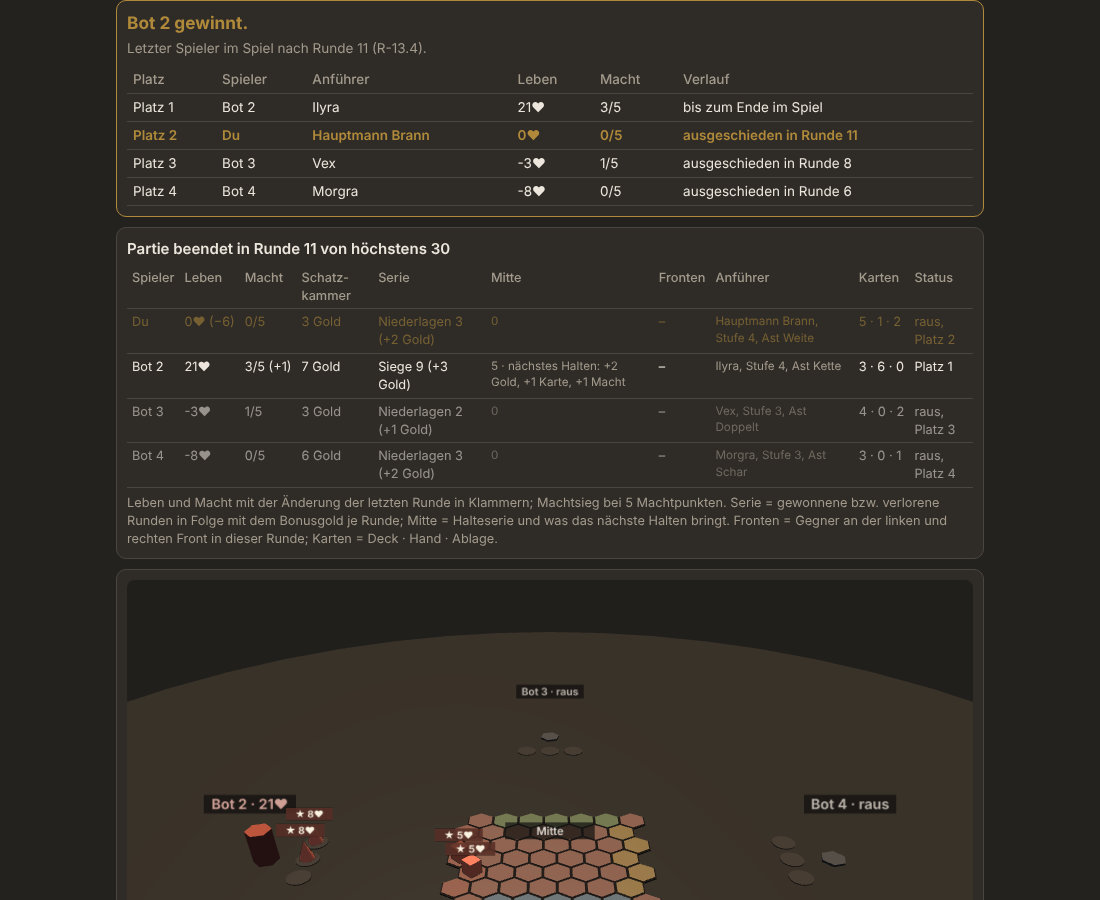 Bot 2 gewinnt.
Letzter Spieler im Spiel nach Runde 11 (R-13.4).
Platz Spieler Anführer Leben Macht Verlauf
Platz 1 Bot 2 Ilyra 21♥ 3/5 bis zum Ende im Spiel
Platz 2 Du Hauptmann Brann 0♥ 0/5 ausgeschieden in Runde 11
Platz 3 Bot 3 Vex -3♥ 1/5 ausgeschieden in Runde 8
Platz 4 Bot 4 Morgra -8♥ 0/5 ausgeschieden in Runde 6
Partie beendet in Runde 11 von höchstens 30
Spieler Leben Macht Schatz- Serie Mitte Fronten Anführer Karten Status
kammer
Du 0♥ (−6) 0/5 3 Gold Niederlagen 3 0 – Hauptmann Brann, 5 · 1 · 2 raus,
(+2 Gold) Stufe 4, Ast Weite Platz 2
Bot 2 21♥ 3/5 (+1) 7 Gold Siege 9 (+3 5 · nächstes Halten: +2 – Ilyra, Stufe 4, Ast Kette 3 · 6 · 0 Platz 1
Gold) Gold, +1 Karte, +1 Macht
Bot 3 -3♥ 1/5 3 Gold Niederlagen 2 0 – Vex, Stufe 3, Ast 4 · 0 · 2 raus,
(+1 Gold) Doppelt Platz 3
Bot 4 -8♥ 0/5 6 Gold Niederlagen 3 0 – Morgra, Stufe 3, Ast 3 · 0 · 1 raus,
(+2 Gold) Schar Platz 4
Leben und Macht mit der Änderung der letzten Runde in Klammern; Machtsieg bei 5 Machtpunkten. Serie = gewonnene bzw. verlorene
Runden in Folge mit dem Bonusgold je Runde; Mitte = Halteserie und was das nächste Halten bringt. Fronten = Gegner an der linken und
rechten Front in dieser Runde; Karten = Deck · Hand · Ablage.
Bot 3 · raus
Bot 2 · 21♥
Bot 4 · raus
★ 8♥
★ 8♥
Mitte
★ 5♥
★ 5♥